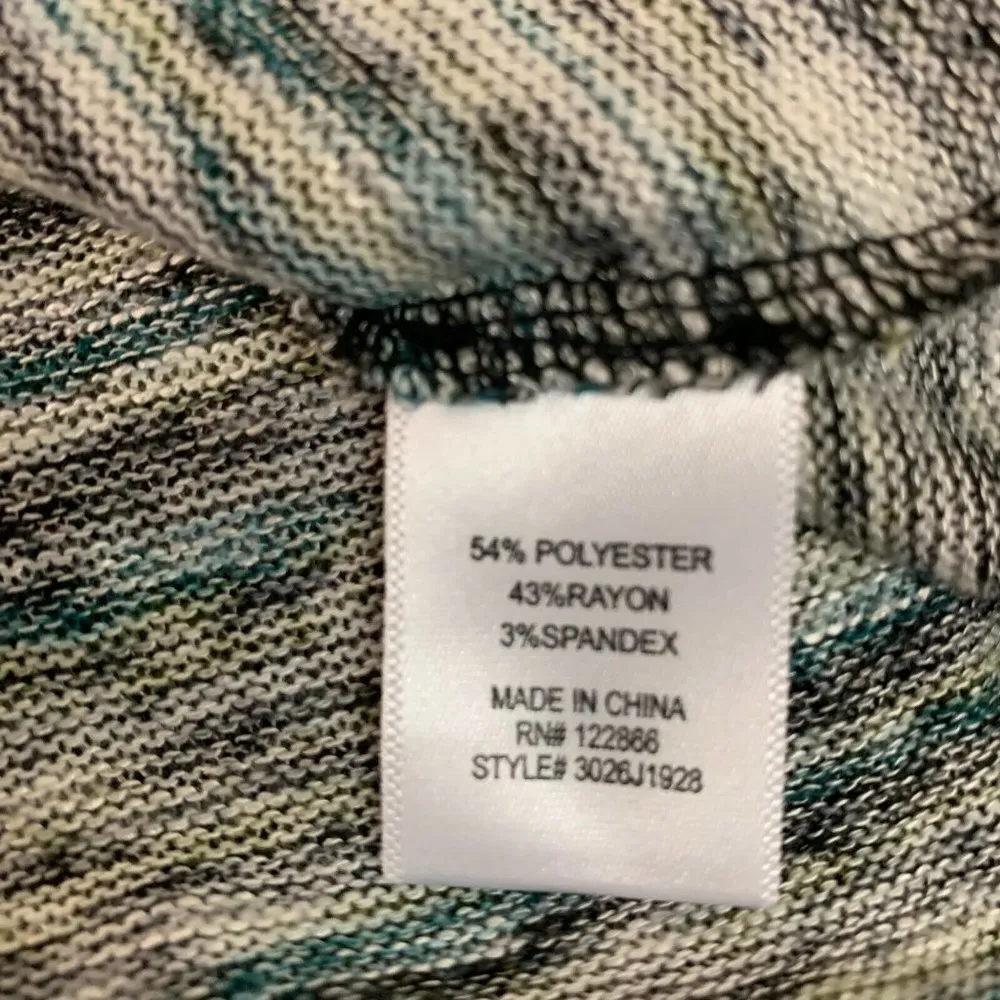 54% POLYESTER
43%RAYON
3%SPANDEX
MADE IN CHINA
RN# 122866
STYLE# 3026J1928